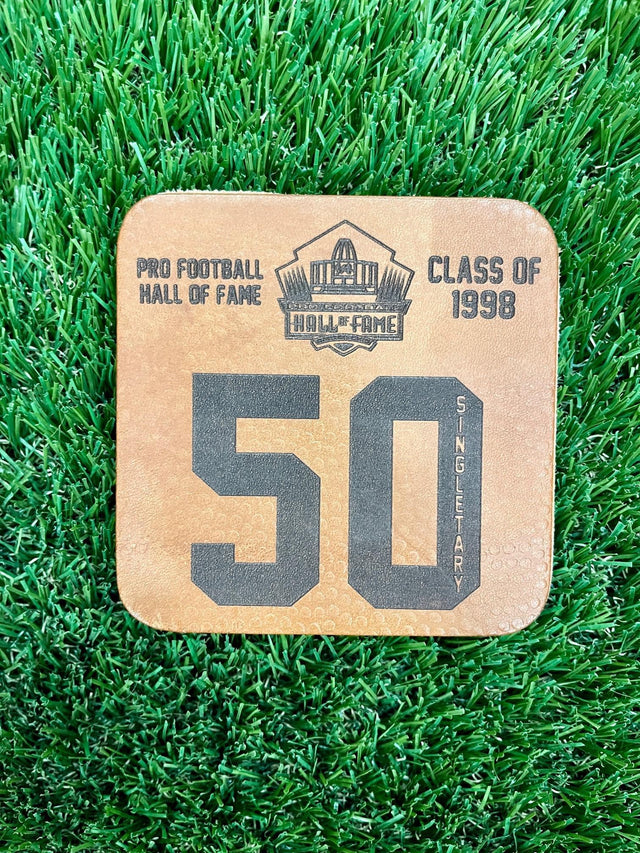 PRO FOOTBALL
HALL OF FAME
HALL OF FAME
CLASS OF
1998
50
SINGLETARY